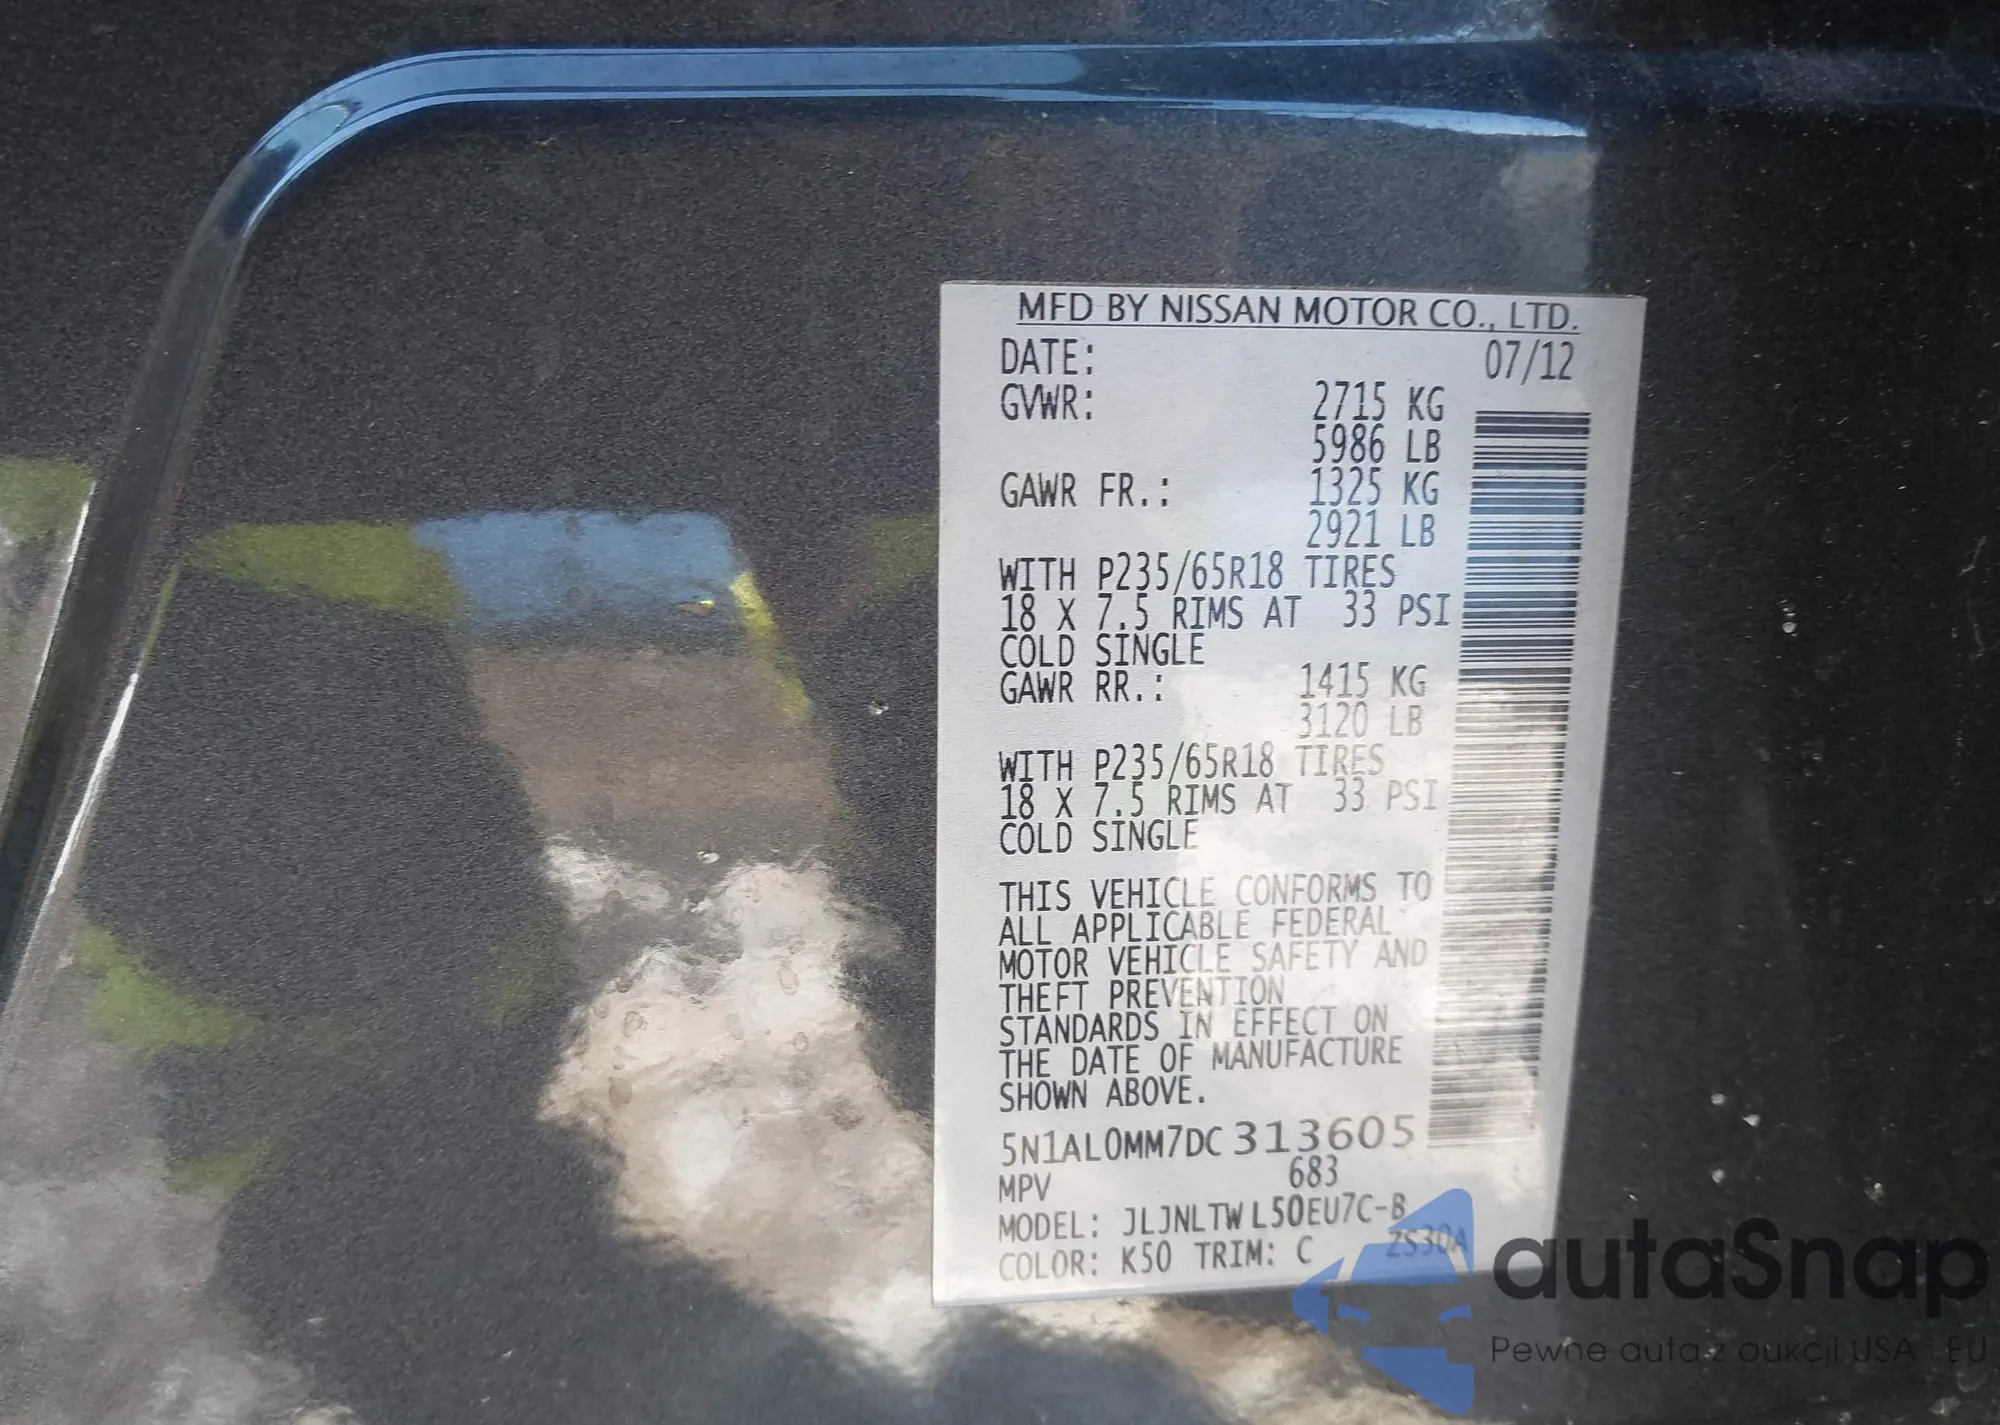 MFD BY NISSAN MOTOR CO., LTD.
DATE: 07/12
GVWR: 2715 KG
5986 LB
GAWR FR.: 1325 KG
2921 LB
WITH P235/65R18 TIRES
18 X 7.5 RIMS AT 33 PSI
COLD SINGLE
GAWR RR.: 1415 KG
3120 LB
WITH P235/65R18 TIRES
18 X 7.5 RIMS AT 33 PSI
COLD SINGLE
THIS VEHICLE CONFORMS TO
ALL APPLICABLE FEDERAL
MOTOR VEHICLE SAFETY AND
THEFT PREVENTION
STANDARDS IN EFFECT ON
THE DATE OF MANUFACTURE
SHOWN ABOVE.
5N1AL0MM7DC313605
MPV 683
MODEL: JLJNLTWL50EU7C-B
COLOR: K50 TRIM: C ZS30A
autaSnap
Pewne auta z aukcji USA i EU